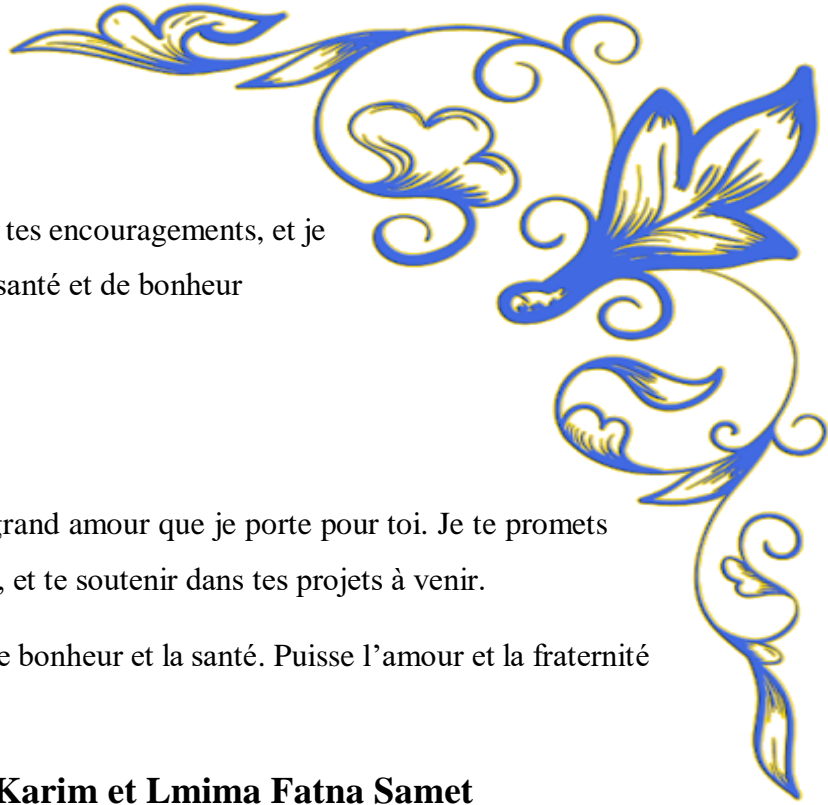 tes encouragements, et je
santé et de bonheur
grand amour que je porte pour toi. Je te promets
, et te soutenir dans tes projets à venir.
e bonheur et la santé. Puisse l’amour et la fraternité
Karim et Lmima Fatna Samet